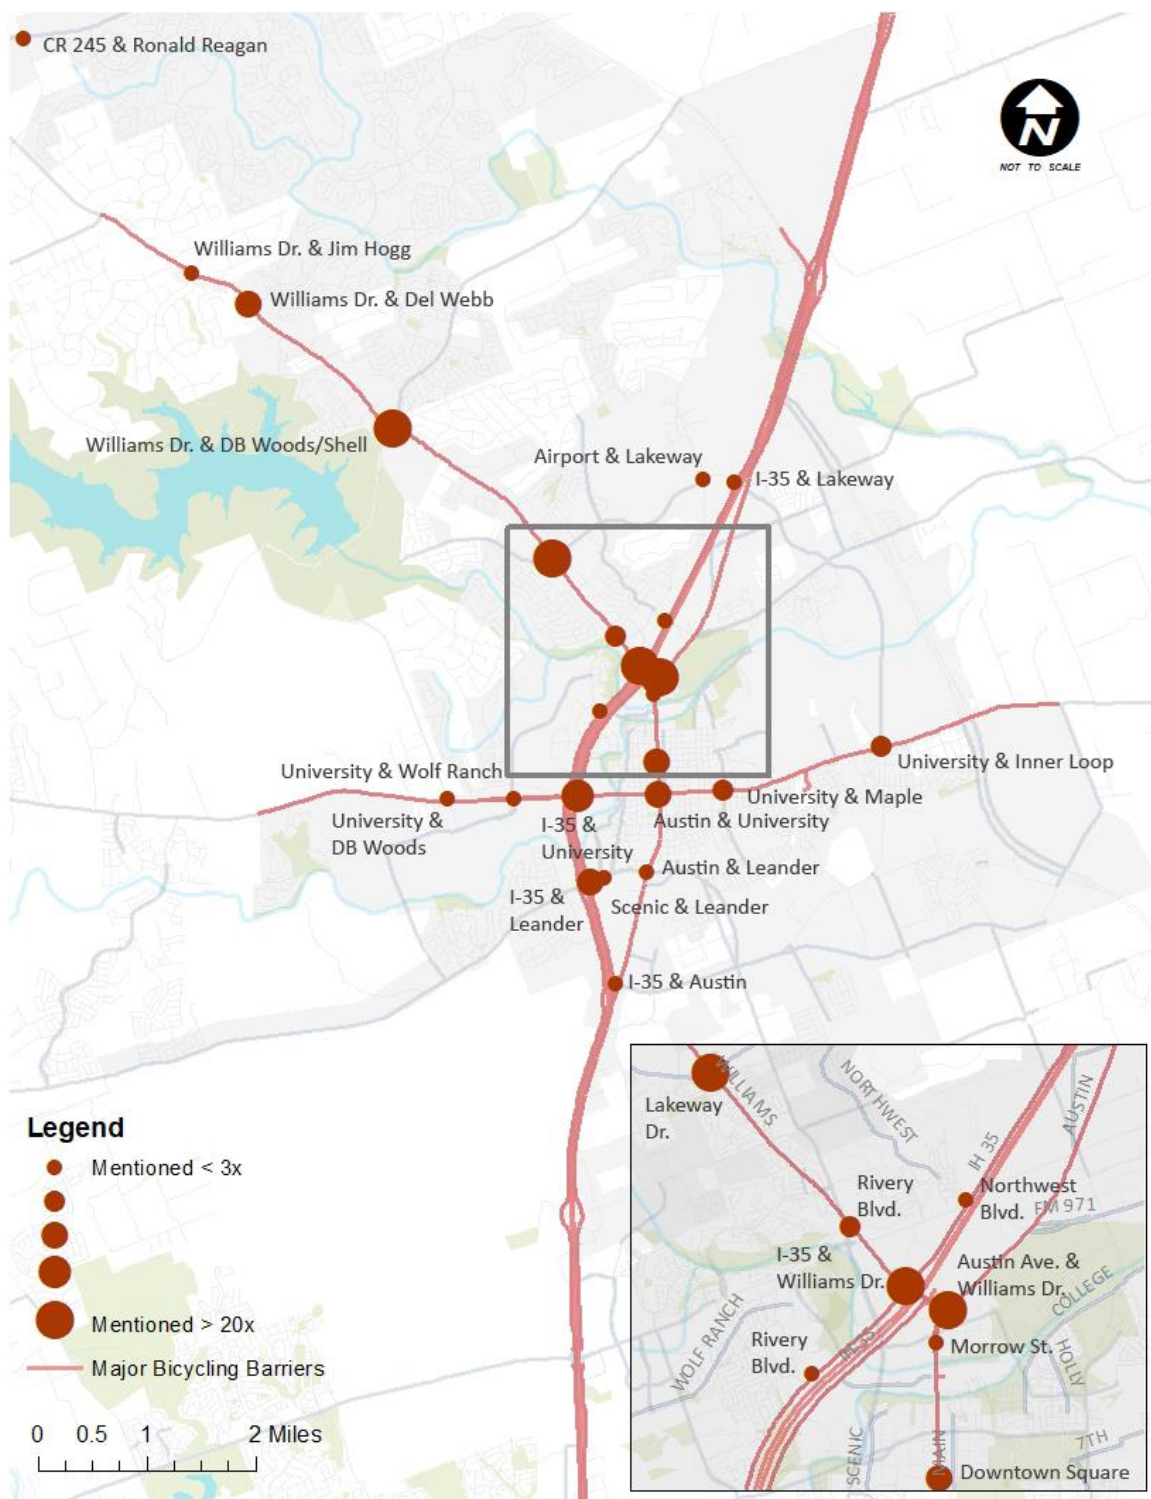 CR 245 & Ronald Reagan
N
NOT TO SCALE
Williams Dr. & Jim Hogg
Williams Dr. & Del Webb
Williams Dr. & DB Woods/Shell
Airport & Lakeway
I-35 & Lakeway
University & Wolf Ranch
University & Inner Loop
University & Maple
University &
DB Woods
I-35 &
University
Austin & University
Austin & Leander
I-35 &
Leander
Scenic & Leander
I-35 & Austin
Legend
Mentioned < 3x
Mentioned > 20x
Major Bicycling Barriers
0 0.5 1 2 Miles
WILLIAMS
NORTHWEST
AUSTIN
IH 35
Lakeway
Dr.
Rivery
Blvd.
Northwest
Blvd.
FM 971
I-35 &
Williams Dr.
Austin Ave. &
Williams Dr.
COLLEGE
WOLF RANCH
Rivery
Blvd.
IH 35
Morrow St.
HOLLY
SCENIC
MAIN
7TH
Downtown Square